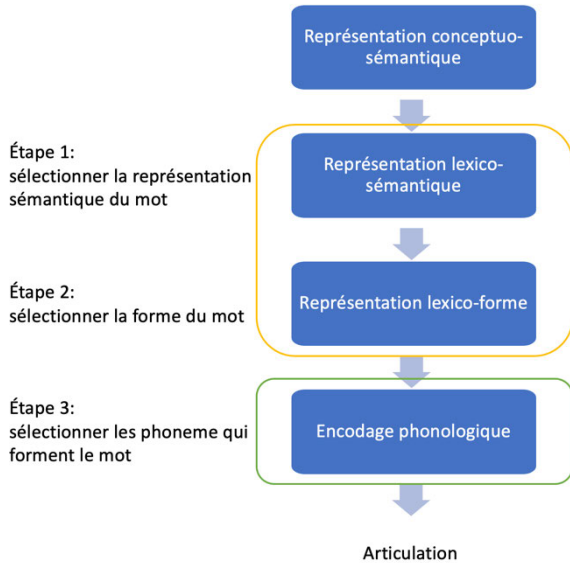 Représentation conceptuo-
sémantique
Étape 1:
sélectionner la représentation
sémantique du mot
Représentation lexico-
sémantique
Étape 2:
sélectionner la forme du mot
Représentation lexico-forme
Étape 3:
sélectionner les phoneme qui
forment le mot
Encodage phonologique
Articulation